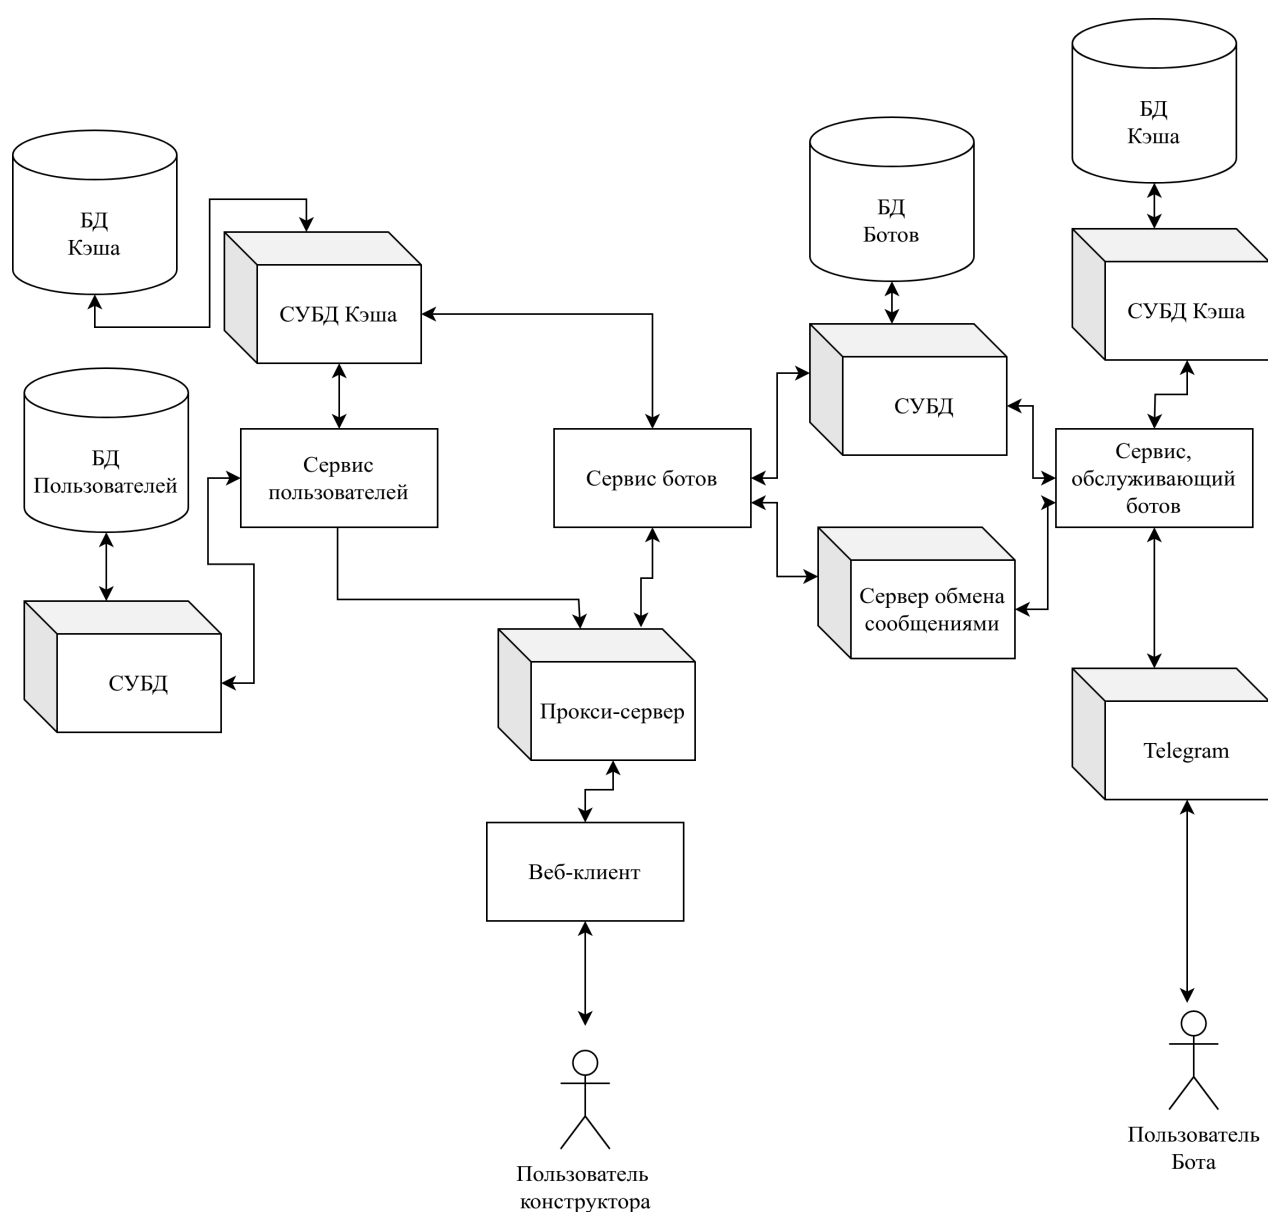 БД
Кэша
БД
Кэша
БД
Ботов
СУБД Кэша
СУБД Кэша
СУБД
БД
Пользователей
Сервис
пользователей
Сервис ботов
Сервис,
обслуживающий
ботов
Сервер обмена
сообщениями
СУБД
Прокси-сервер
Telegram
Веб-клиент
Пользователь
Бота
Пользователь
конструктора